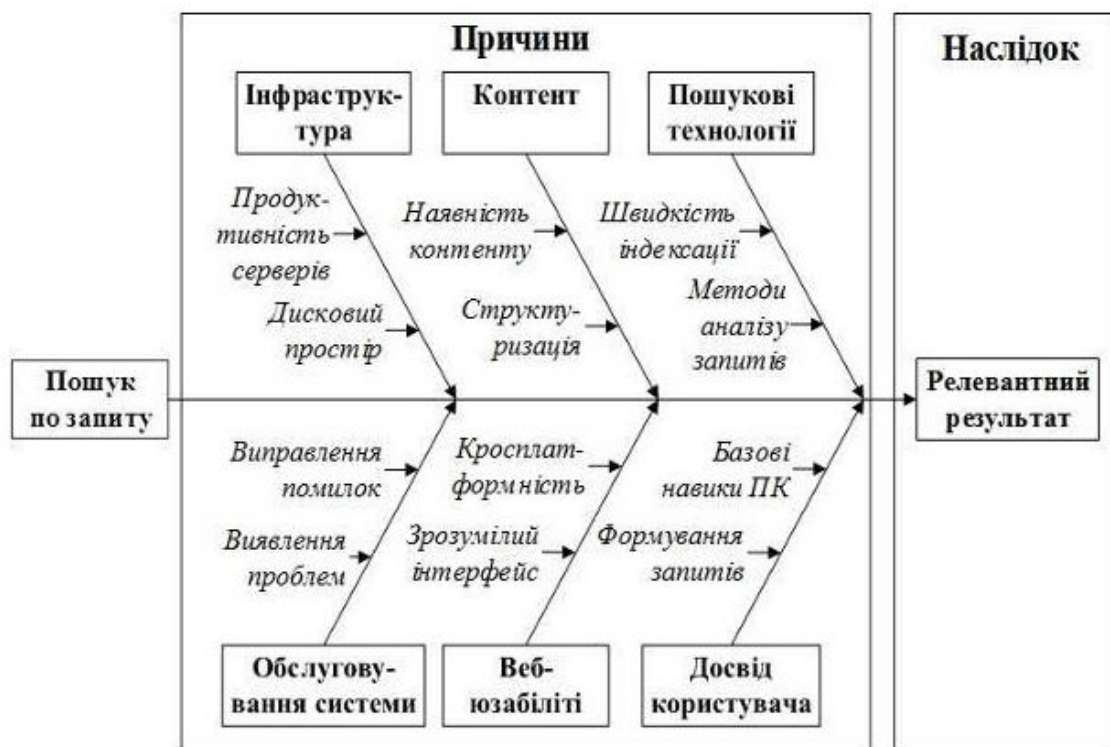 Причини
Наслідок
Інфраструк-
тура
Контент
Пошукові
технології
Продук-
тивність
серверів
Наявність
контенту
Швидкість
індексації
Дисковий
простір
Структу-
ризація
Методи
аналізу
запитів
Пошук
по запиту
Релевантний
результат
Виправлення
помилок
Кросплат-
формність
Базові
навики ПК
Виявлення
проблем
Зрозумілий
інтерфейс
Формування
запитів
Обслугову-
вання системи
Веб-
юзабіліті
Досвід
користувача